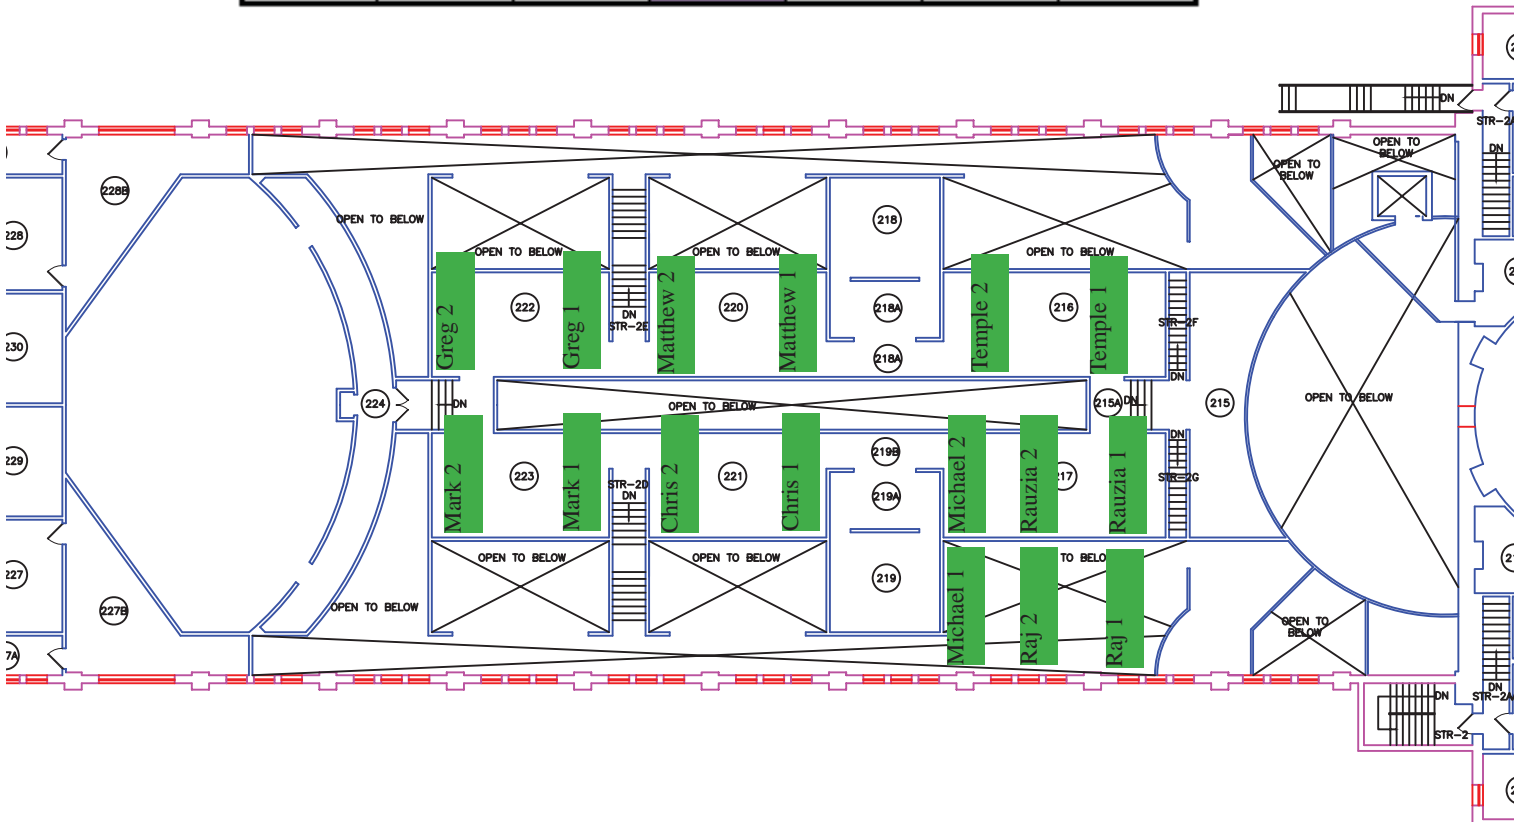 DN
STR-2A
DN
OPEN TO BELOW
OPEN TO BELOW
228B
OPEN TO BELOW
218
228
OPEN TO BELOW
OPEN TO BELOW
OPEN TO BELOW
Greg 2
222
Greg 1
DN
STR-2E
Matthew 2
220
Matthew 1
218A
Temple 2
216
Temple 1
STR-2F
230
218A
DN
224
DN
OPEN TO BELOW
215A
DN
215
OPEN TO BELOW
229
Mark 2
223
Mark 1
STR-2D
DN
Chris 2
221
Chris 1
219B
219A
Michael 2
Rauzia 2
Rauzia 1
DN
STR-2G
OPEN TO BELOW
OPEN TO BELOW
227
219
Michael 1
Raj 2
Raj 1
227B
OPEN TO BELOW
OPEN TO BELOW
DN
DN
STR-2A
STR-2